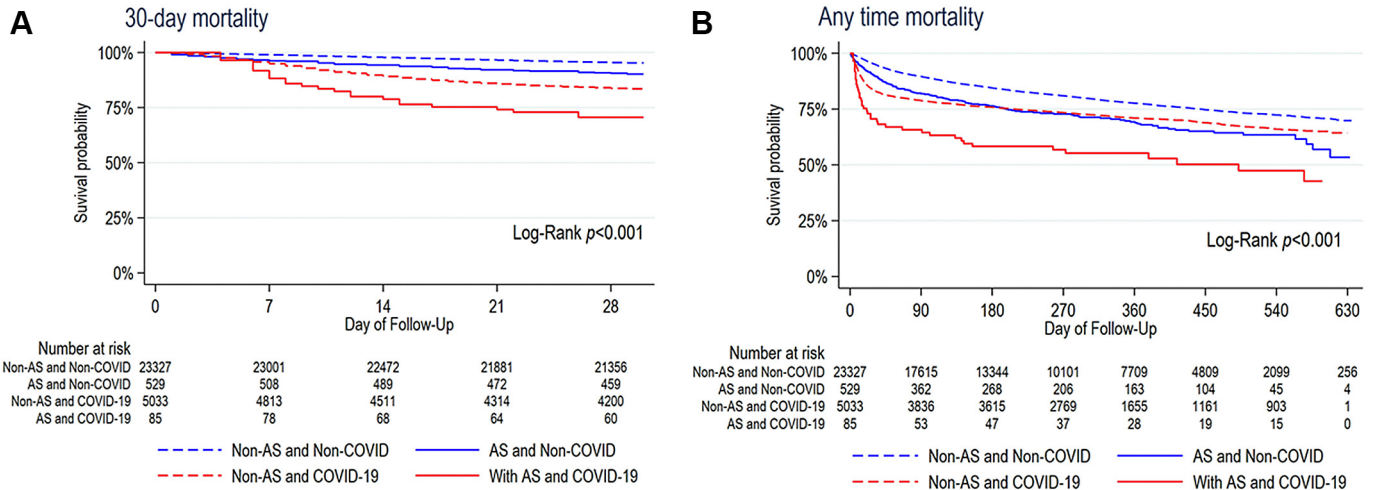 A
30-day mortality
100%
75%
50%
25%
0%
Suvival probability
Log-Rank p<0.001
0 7 14 21 28
Day of Follow-Up
Number at risk
Non-AS and Non-COVID 23327 23001 22472 21881 21356
AS and Non-COVID 529 508 489 472 459
Non-AS and COVID-19 5033 4813 4511 4314 4200
AS and COVID-19 85 78 68 64 60
Non-AS and Non-COVID AS and Non-COVID
Non-AS and COVID-19 With AS and COVID-19
B
Any time mortality
100%
75%
50%
25%
0%
Suvival probability
Log-Rank p<0.001
0 90 180 270 360 450 540 630
Day of Follow-Up
Number at risk
Non-AS and Non-COVID 23327 17615 13344 10101 7709 4809 2099 256
AS and Non-COVID 529 362 268 206 163 104 45 4
Non-AS and COVID-19 5033 3836 3615 2769 1655 1161 903 1
AS and COVID-19 85 53 47 37 28 19 15 0
Non-AS and Non-COVID AS and Non-COVID
Non-AS and COVID-19 With AS and COVID-19